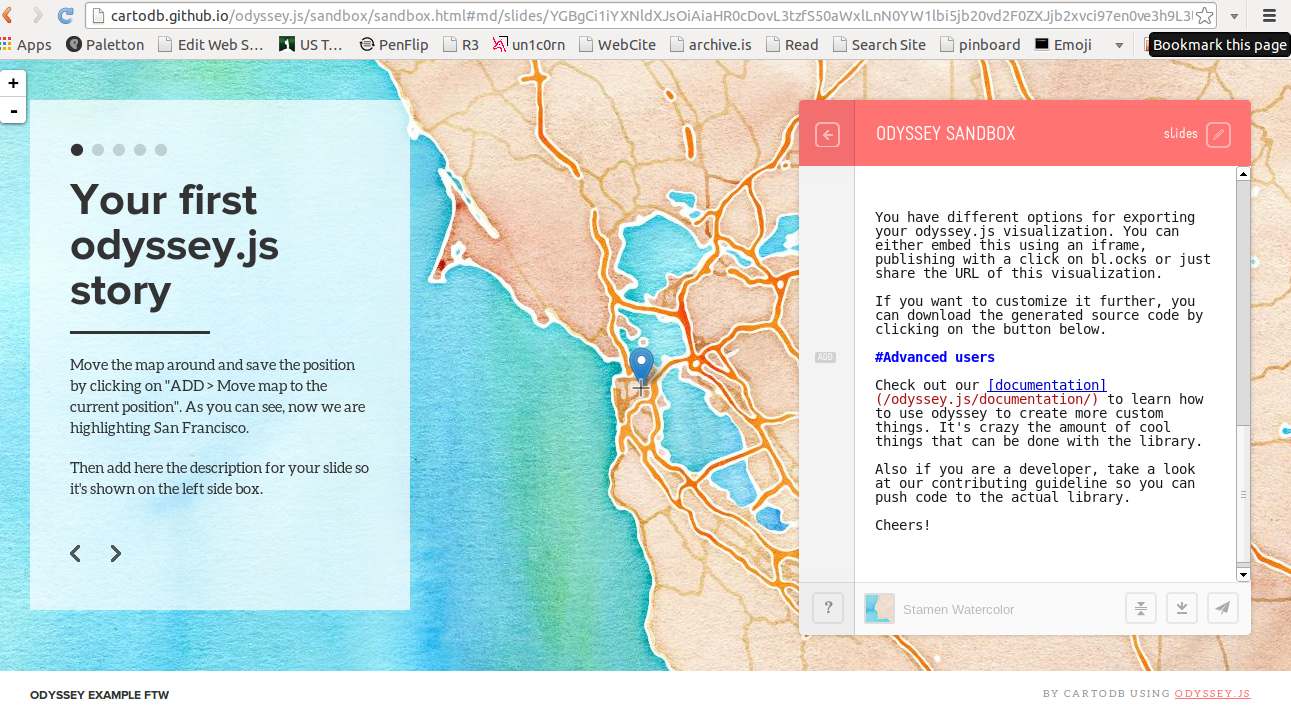 cartodb.github.io/odyssey.js/sandbox/sandbox.html#md/slides/YGBgCi1iYXNldXJsOiAiaHR0cDovL3tzfS50aWxlLnN0YW1lbi5jb20vd2F0ZXJjb2xvci97en0ve3h9L3
Apps Paletton Edit Web S... US T... PenFlip R3 un1c0rn WebCite archive.is Read Search Site pinboard Emoji Bookmark this page
+
-
Your first
odyssey.js
story
Move the map around and save the position
by clicking on "ADD > Move map to the
current position". As you can see, now we are
highlighting San Francisco.
Then add here the description for your slide so
it's shown on the left side box.
ODYSSEY SANDBOX slides
You have different options for exporting
your odyssey.js visualization. You can
either embed this using an iframe,
publishing with a click on bl.ocks or just
share the URL of this visualization.
If you want to customize it further, you
can download the generated source code by
clicking on the button below.
ADD
#Advanced users
Check out our [documentation]
(/odyssey.js/documentation/) to learn how
to use odyssey to create more custom
things. It's crazy the amount of cool
things that can be done with the library.
Also if you are a developer, take a look
at our contributing guideline so you can
push code to the actual library.
Cheers!
? Stamen Watercolor
ODYSSEY EXAMPLE FTW
BY CARTODB USING ODYSSEY.JS